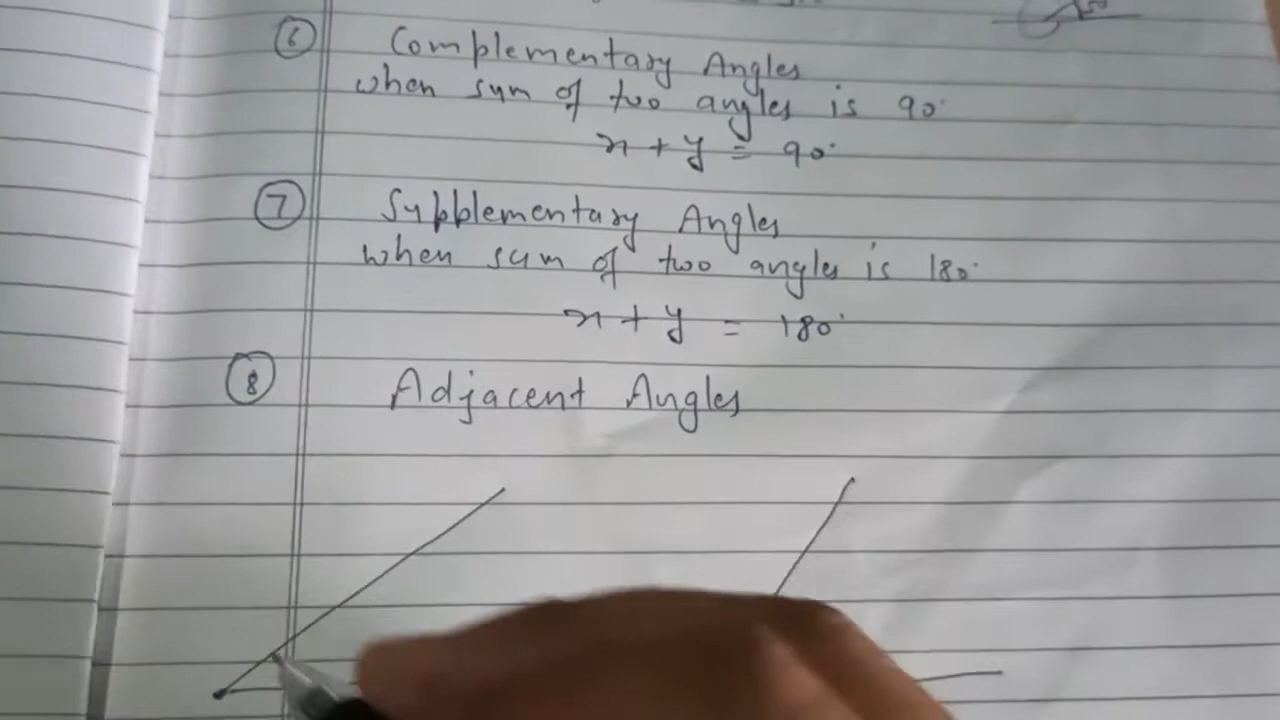 6 Complementary Angles
when sum of two angles is 90°
x + y = 90°
7 Supplementary Angles
when sum of two angles is 180°
x + y = 180°
8 Adjacent Angles